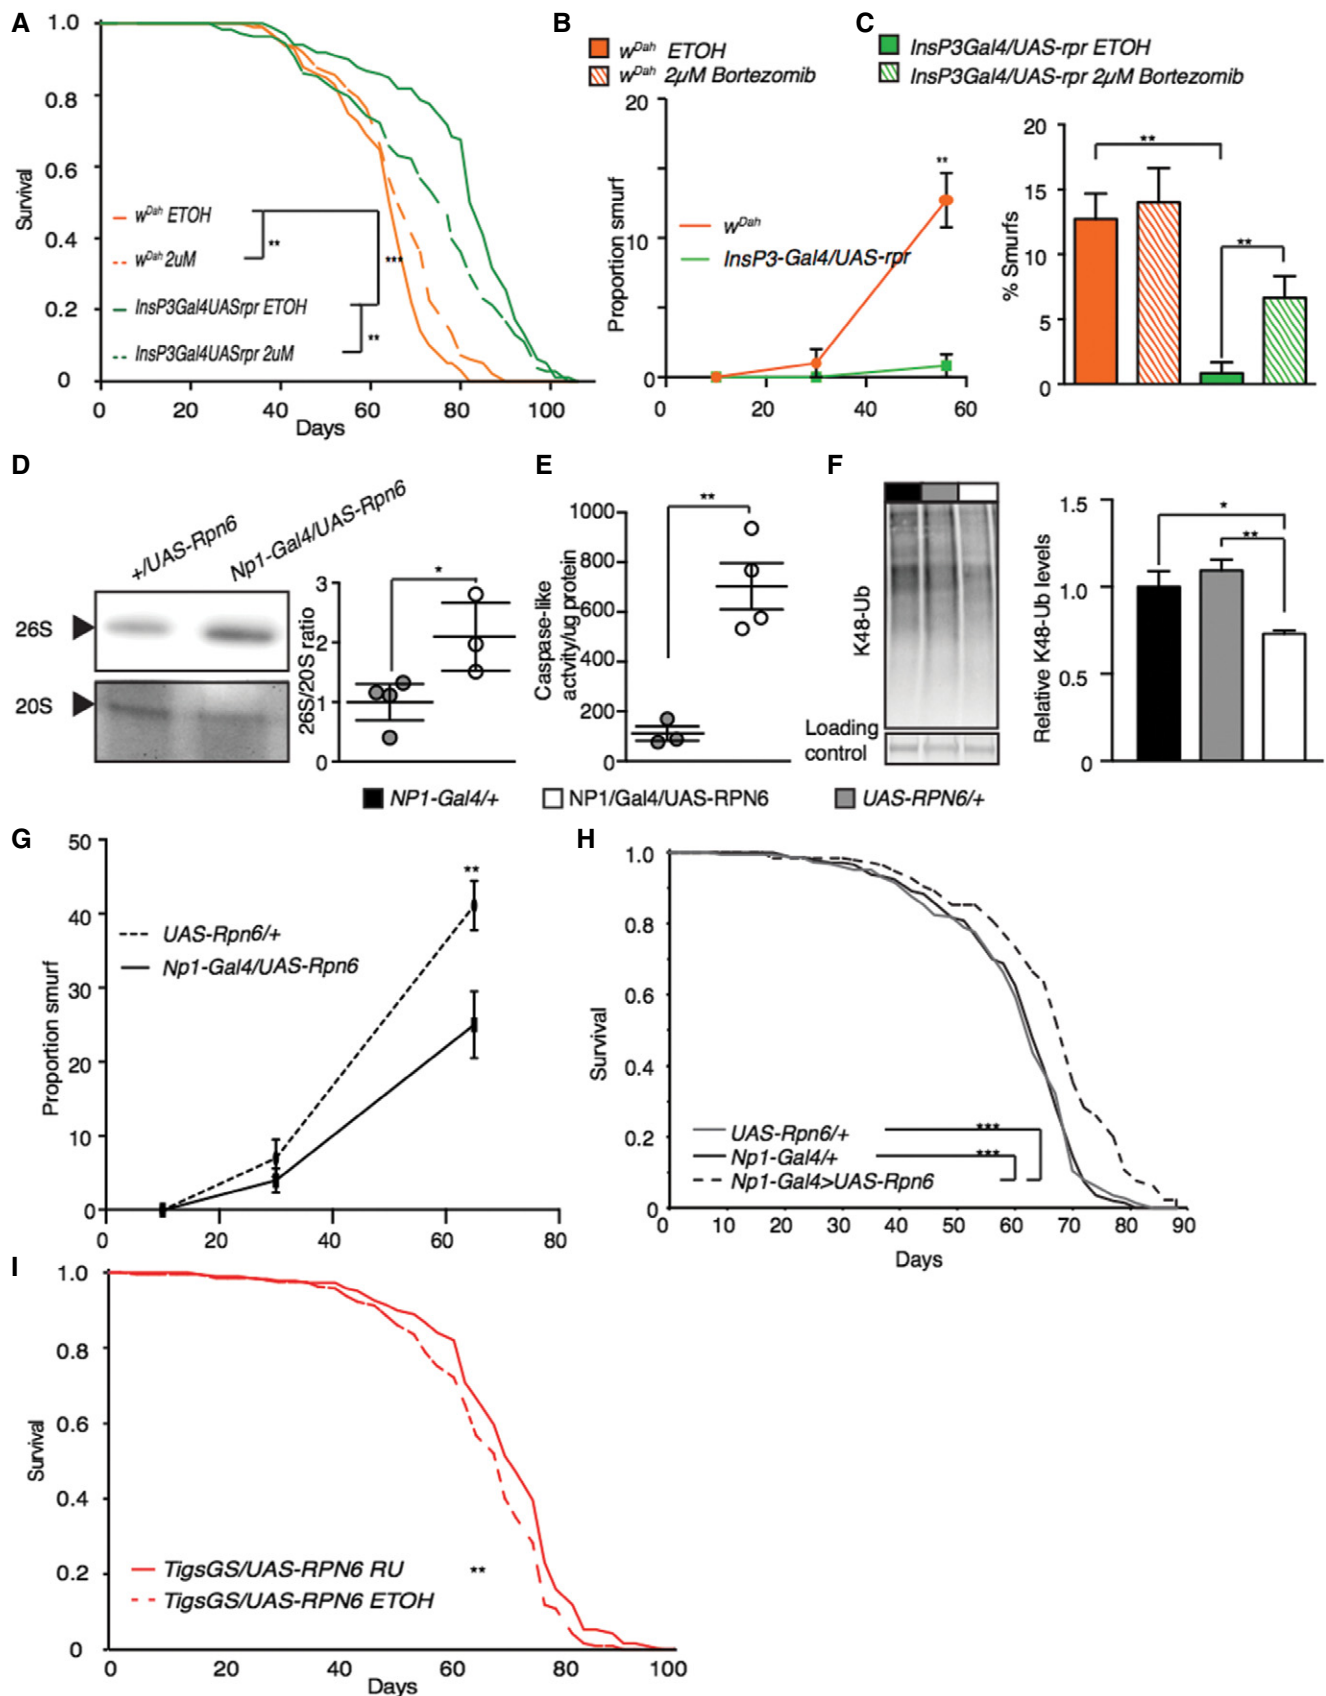 A
1.0
0.8
0.6
0.4
0.2
0
Survival
wDah ETOH
wDah 2uM
InsP3Gal4UASrpr ETOH
InsP3Gal4UASrpr 2uM
**
***
**
0 20 40 60 80 100
Days
B
wDah ETOH
wDah 2µM Bortezomib
20
10
0
Proportion smurf
wDah
InsP3-Gal4/UAS-rpr
**
0 20 40 60
C
InsP3Gal4/UAS-rpr ETOH
InsP3Gal4/UAS-rpr 2µM Bortezomib
20
15
10
5
0
% Smurfs
**
**
D
+/UAS-Rpn6
Np1-Gal4/UAS-Rpn6
26S
20S
3
2
1
0
26S/20S ratio
*
E
1000
800
600
400
200
0
Caspase-like
actvity/ug protein
**
F
K48-Ub
Loading
control
1.5
1.0
0.5
0
Relative K48-Ub levels
*
**
NP1-Gal4/+
NP1/Gal4/UAS-RPN6
UAS-RPN6/+
G
50
40
30
20
10
0
Proportion smurf
UAS-Rpn6/+
Np1-Gal4/UAS-Rpn6
**
0 20 40 60 80
H
1.0
0.8
0.6
0.4
0.2
0
Survival
UAS-Rpn6/+
Np1-Gal4/+
Np1-Gal4>UAS-Rpn6
***
***
0 10 20 30 40 50 60 70 80 90
Days
I
1.0
0.8
0.6
0.4
0.2
0
Survival
TigsGS/UAS-RPN6 RU
TigsGS/UAS-RPN6 ETOH
**
0 20 40 60 80 100
Days